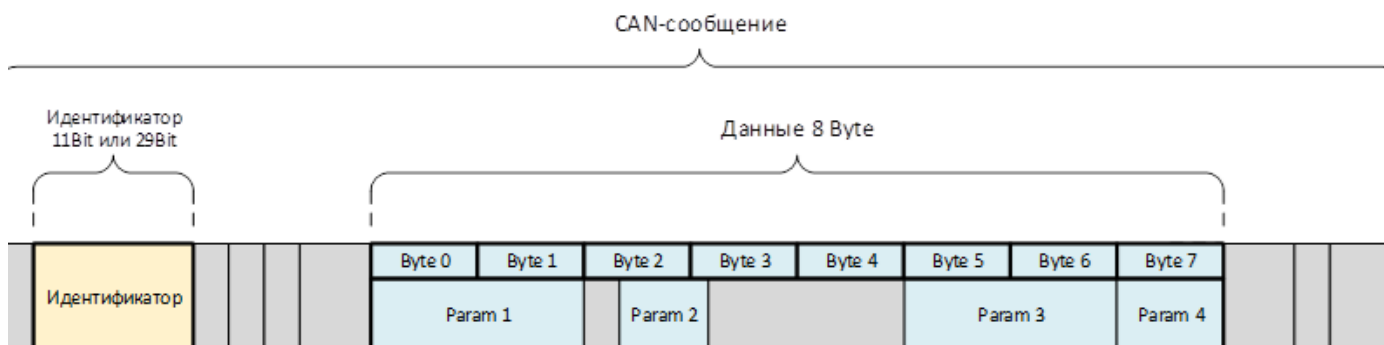 CAN-сообщение
Идентификатор
11Bit или 29Bit
Данные 8 Byte
Byte 0 Byte 1 Byte 2 Byte 3 Byte 4 Byte 5 Byte 6 Byte 7
Идентификатор
Param 1 Param 2 Param 3 Param 4